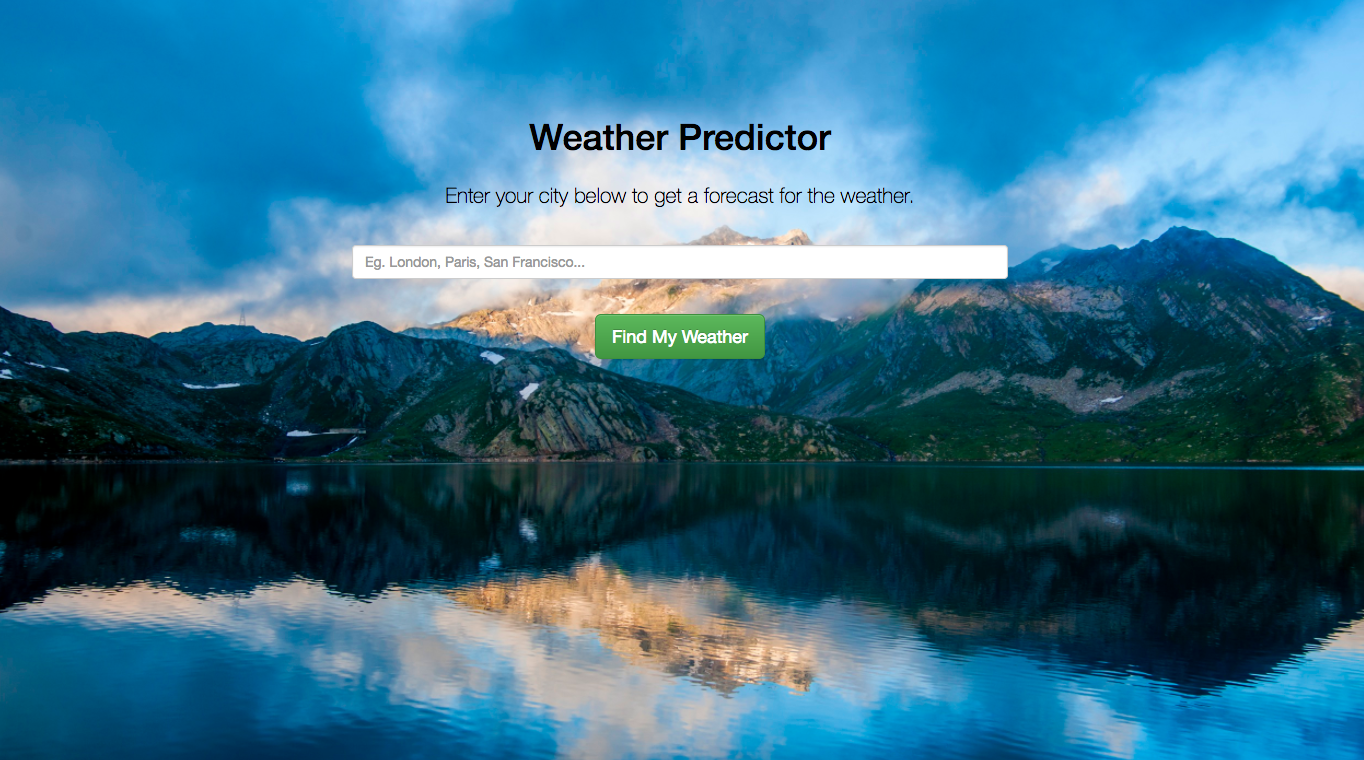 Weather Predictor
Enter your city below to get a forecast for the weather.
Eg. London, Paris, San Francisco...
Find My Weather